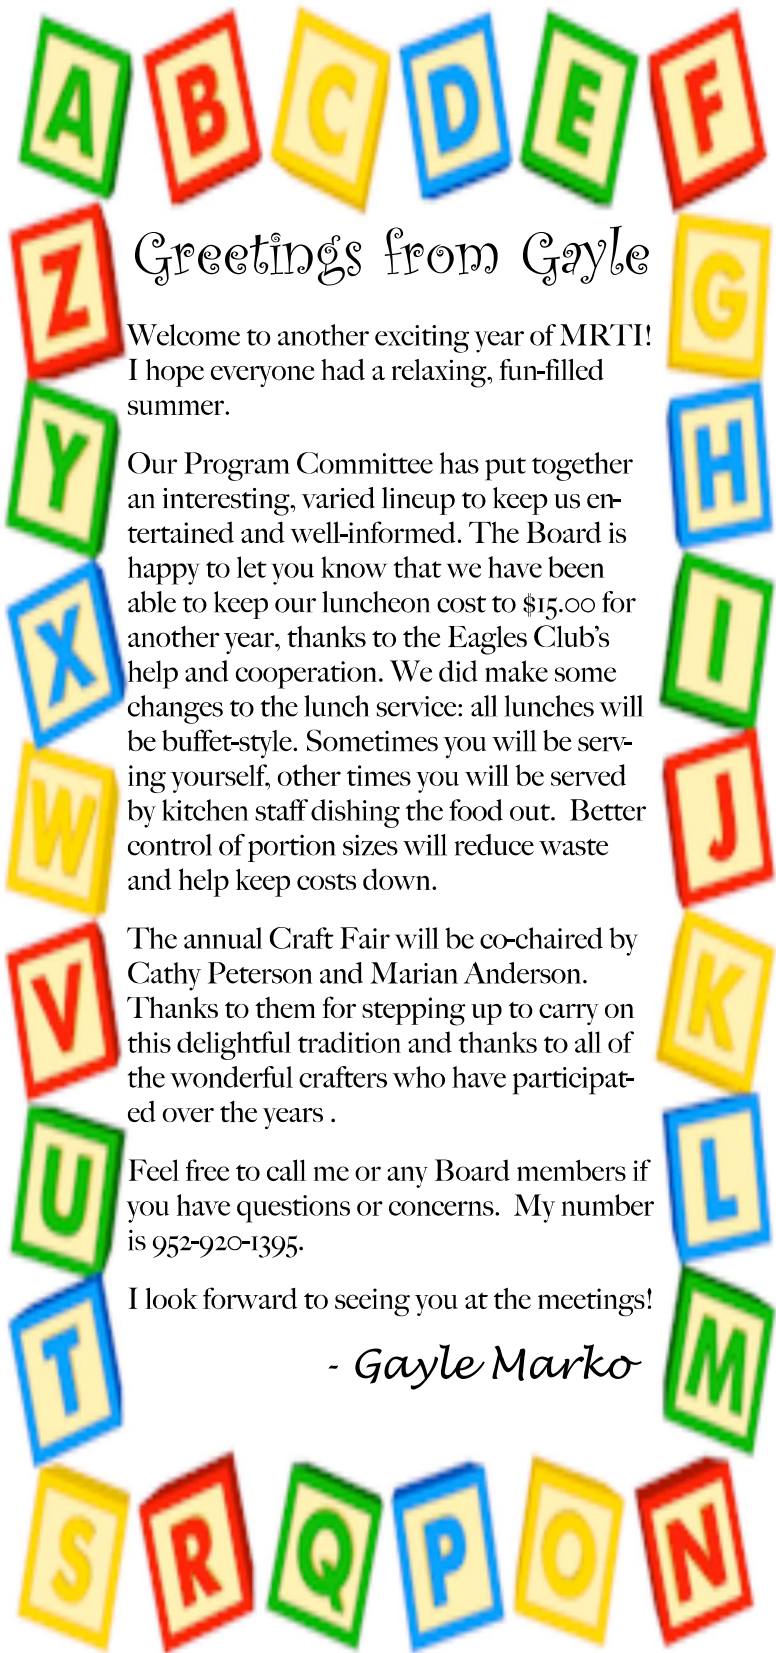 A B C D E F
Greetings from Gayle
Welcome to another exciting year of MRTI!
I hope everyone had a relaxing, fun-filled
summer.
Our Program Committee has put together
an interesting, varied lineup to keep us en-
tertained and well-informed. The Board is
happy to let you know that we have been
able to keep our luncheon cost to $15.00 for
another year, thanks to the Eagles Club's
help and cooperation. We did make some
changes to the lunch service: all lunches will
be buffet-style. Sometimes you will be serv-
ing yourself, other times you will be served
by kitchen staff dishing the food out.  Better
control of portion sizes will reduce waste
and help keep costs down.
The annual Craft Fair will be co-chaired by
Cathy Peterson and Marian Anderson.
Thanks to them for stepping up to carry on
this delightful tradition and thanks to all of
the wonderful crafters who have participat-
ed over the years .
Feel free to call me or any Board members if
you have questions or concerns.  My number
is 952-920-1395.
I look forward to seeing you at the meetings!
- Gayle Marko
G
H
I
J
K
L
M
Z
Y
X
W
V
U
T
S R Q P O N